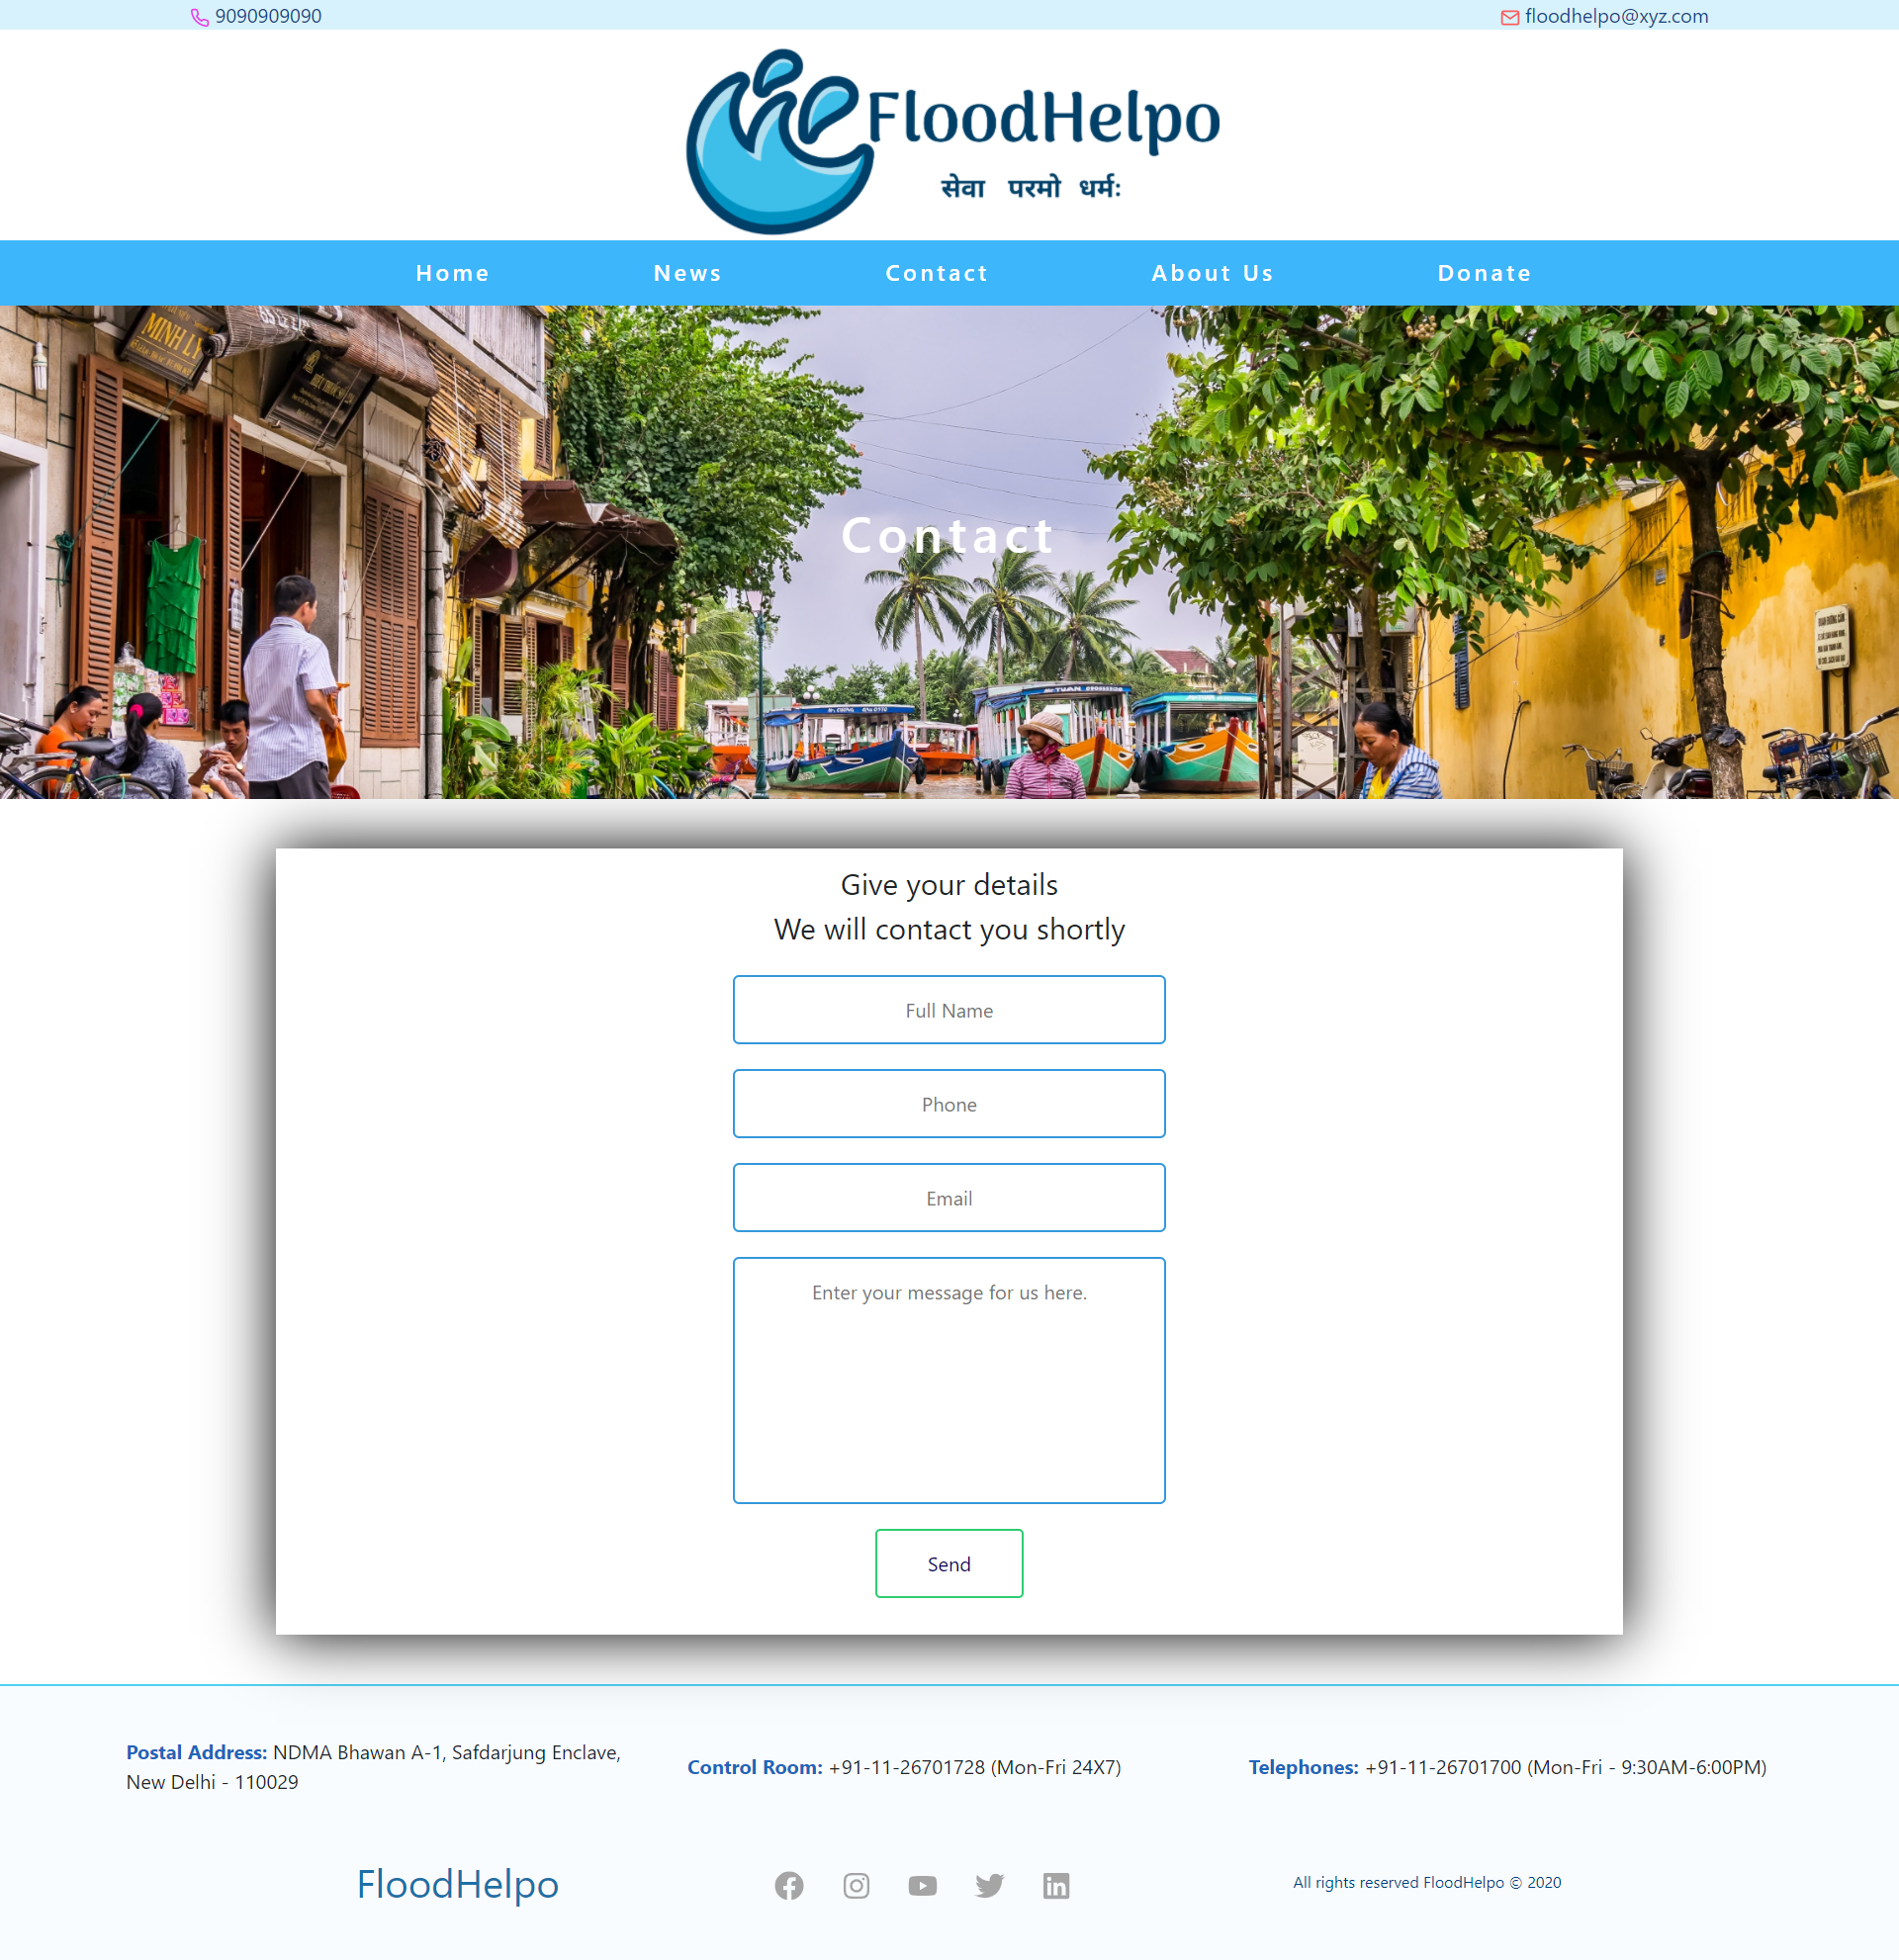 9090909090
floodhelpo@xyz.com
FloodHelpo
सेवा परमो धर्मः
Home
News
Contact
About Us
Donate
MINH LÝ
Contact
Give your details
We will contact you shortly
Full Name
Phone
Email
Enter your message for us here.
Send
Postal Address: NDMA Bhawan A-1, Safdarjung Enclave,
New Delhi - 110029
Control Room: +91-11-26701728 (Mon-Fri 24X7)
Telephones: +91-11-26701700 (Mon-Fri - 9:30AM-6:00PM)
FloodHelpo
All rights reserved FloodHelpo © 2020